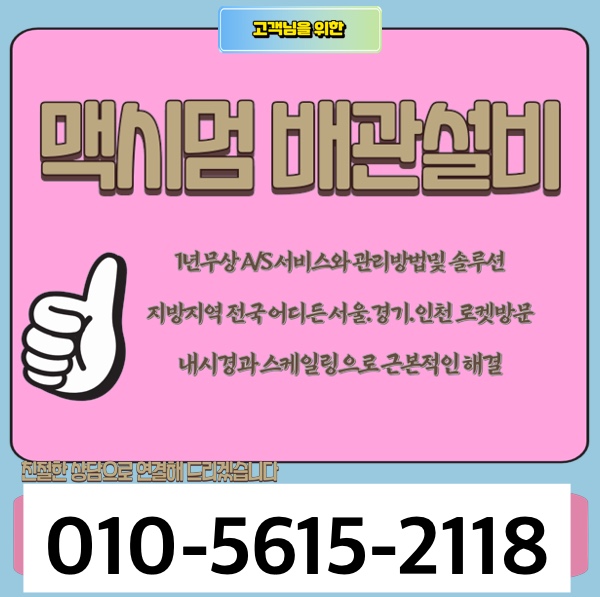 고객님을 위한
맥시멈 배관설비
1년무상 A/S 서비스와 관리방법및 솔루션
지방지역 전국 어디든 서울.경기.인천 로켓방문
내시경과 스케일링으로 근본적인 해결
친절한 상담으로 연결해 드리겠습니다
010-5615-2118